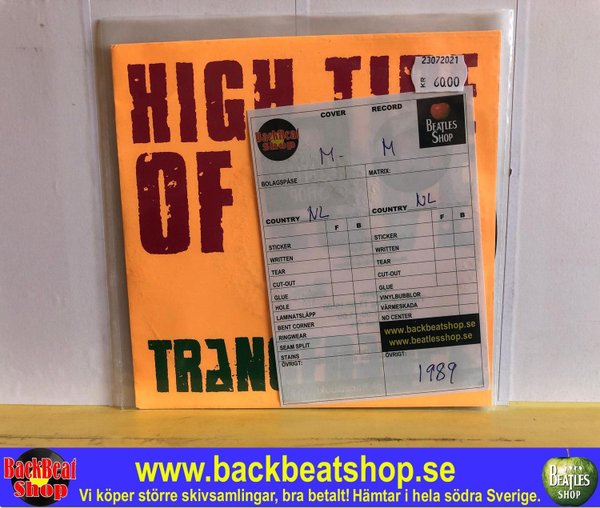 HIGH TIDE
OF
TRANC
23072021
KR 60.00
BackBeat
Shop
COVER
RECORD
BEATLES
SHOP
M-
M
BOLAGSPÅSE
MATRIX:
COUNTRY NL
COUNTRY NL
F B
F B
STICKER
STICKER
WRITTEN
WRITTEN
TEAR
TEAR
CUT-OUT
CUT-OUT
GLUE
GLUE
HOLE
VINYLBUBBLOR
LAMINATSLÄPP
VÄRMESKADA
BENT CORNER
NO CENTER
RINGWEAR
SEAM SPLIT
STAINS
www.backbeatshop.se
www.beatlesshop.se
ÖVRIGT:
ÖVRIGT:
1989
BackBeat
Shop
www.backbeatshop.se
Vi köper större skivsamlingar, bra betalt! Hämtar i hela södra Sverige.
BEATLES
SHOP